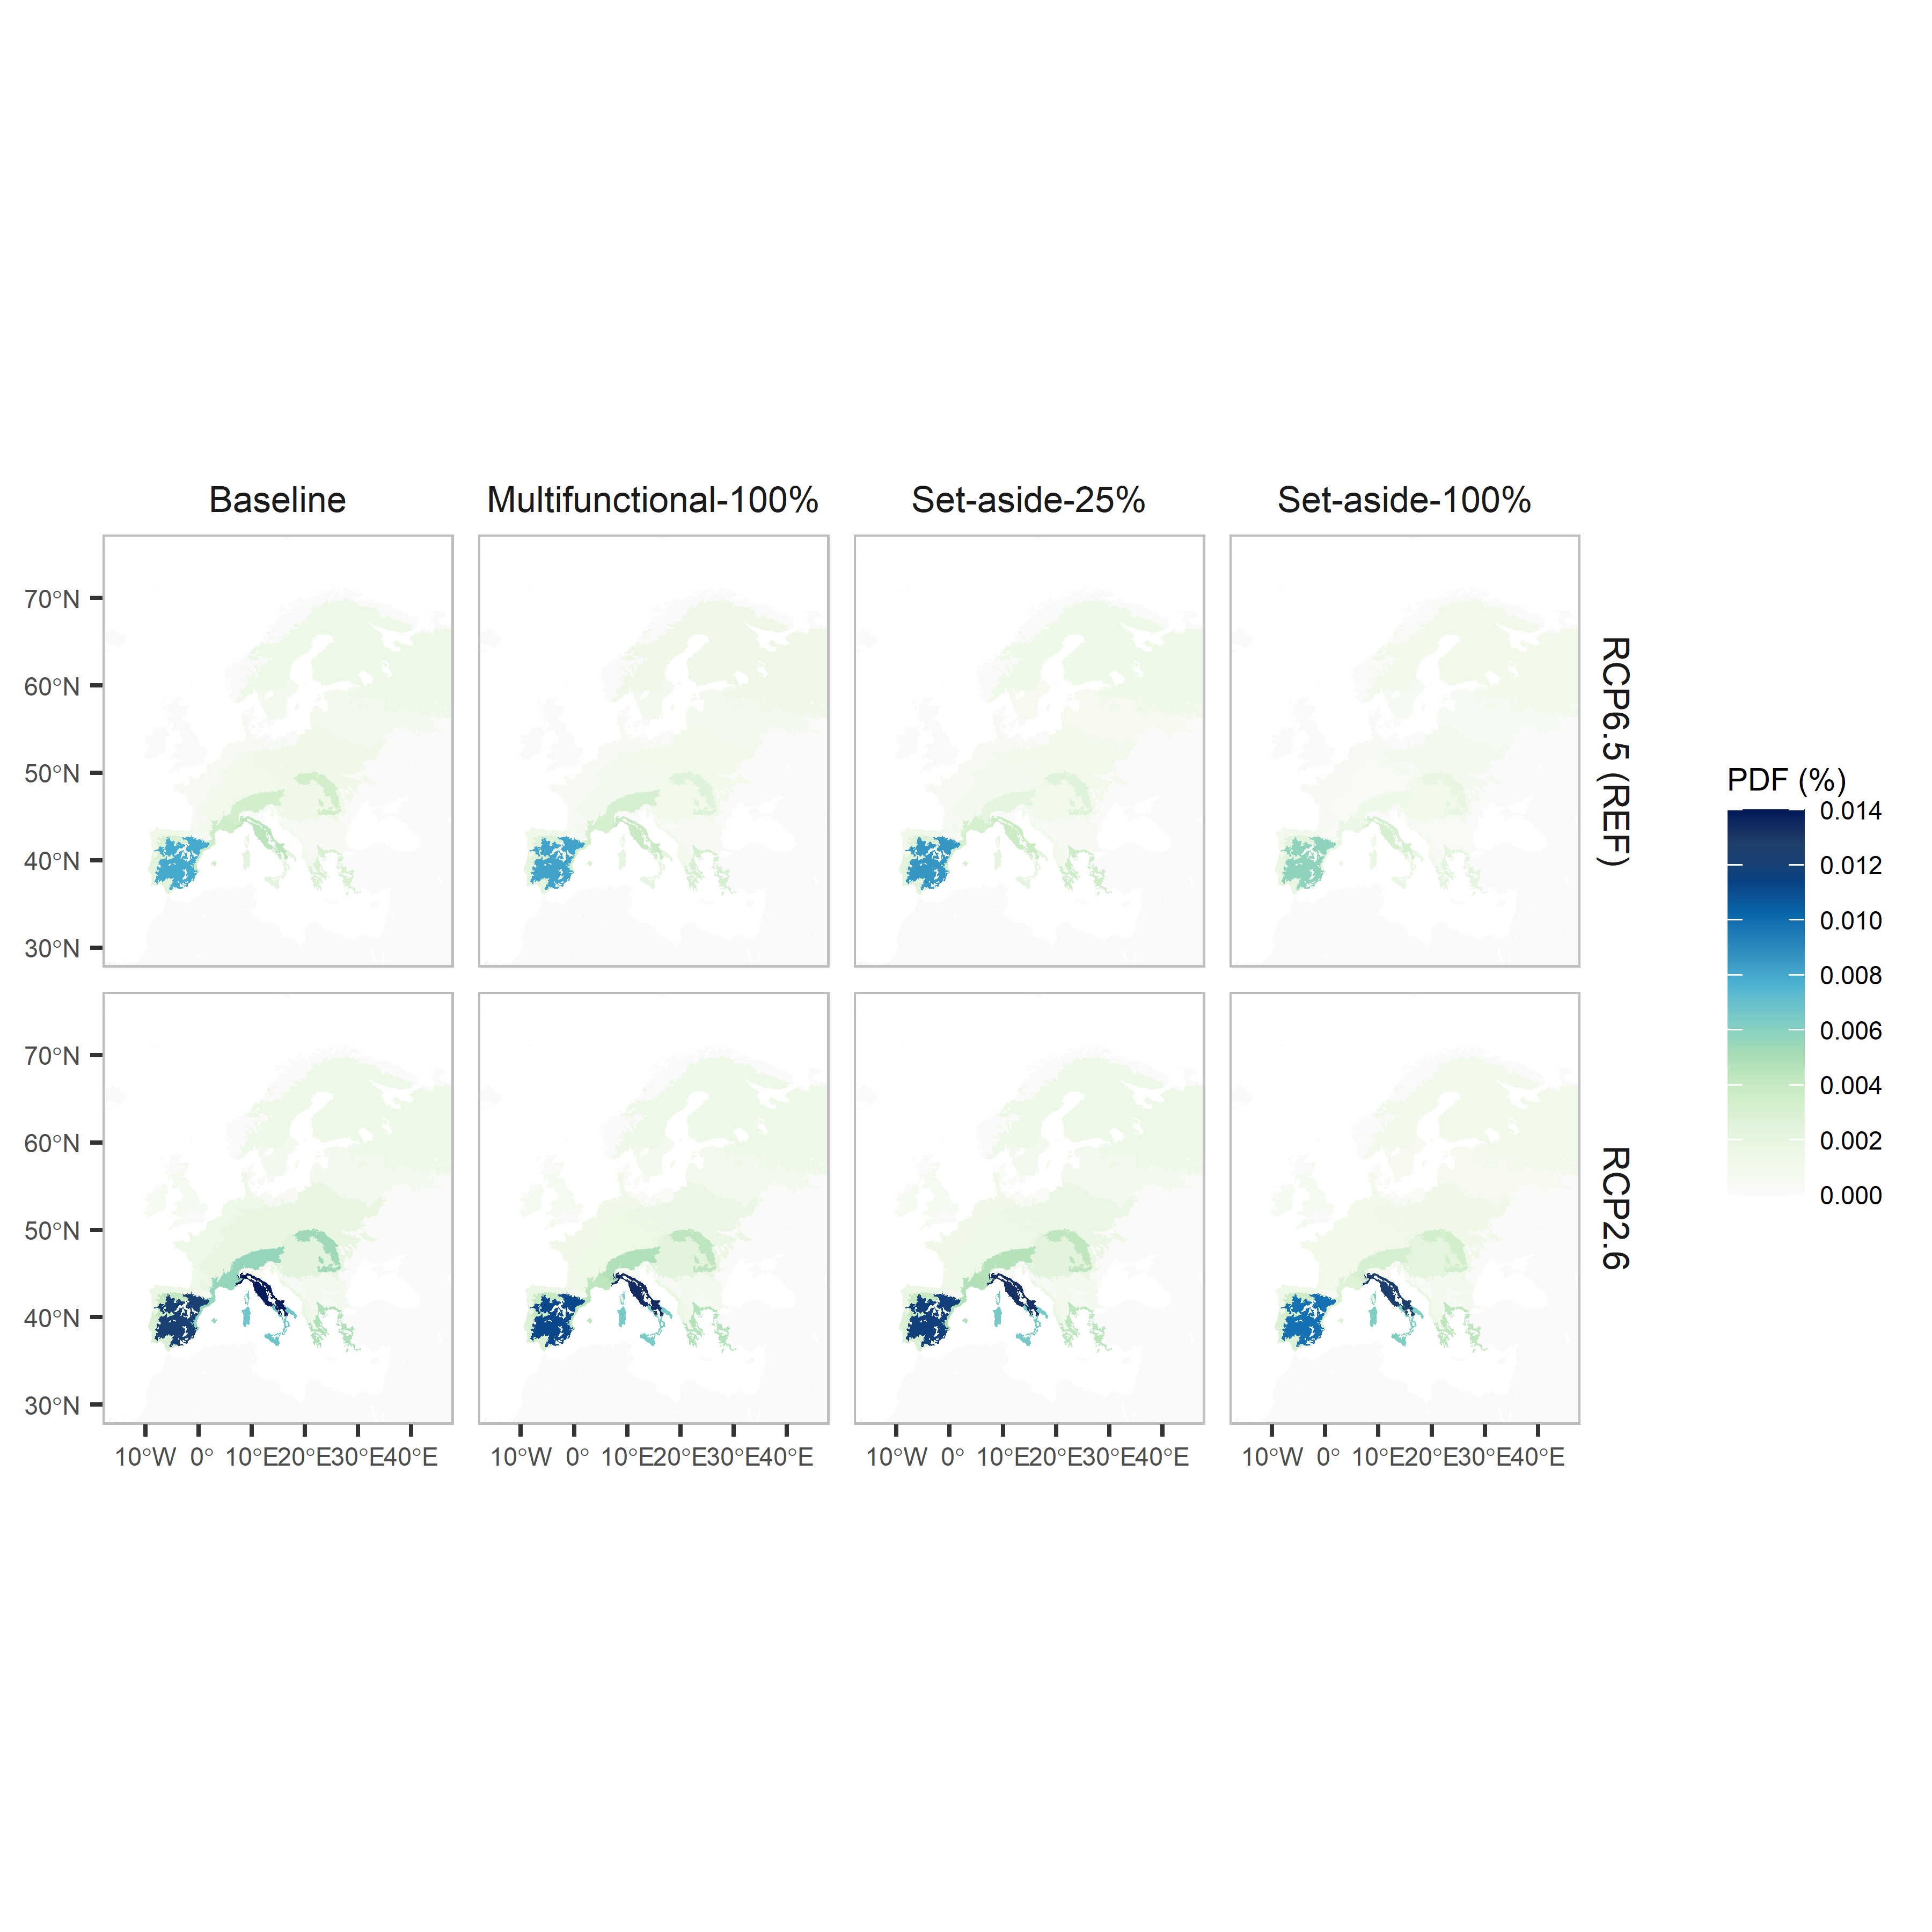 Baseline
Multifunctional-100%
Set-aside-25%
Set-aside-100%
70°N
60°N
50°N
40°N
30°N
RCP6.5 (REF)
70°N
60°N
50°N
40°N
30°N
RCP2.6
10°W 0° 10°E 20°E 30°E 40°E
10°W 0° 10°E 20°E 30°E 40°E
10°W 0° 10°E 20°E 30°E 40°E
10°W 0° 10°E 20°E 30°E 40°E
PDF (%)
0.014
0.012
0.010
0.008
0.006
0.004
0.002
0.000